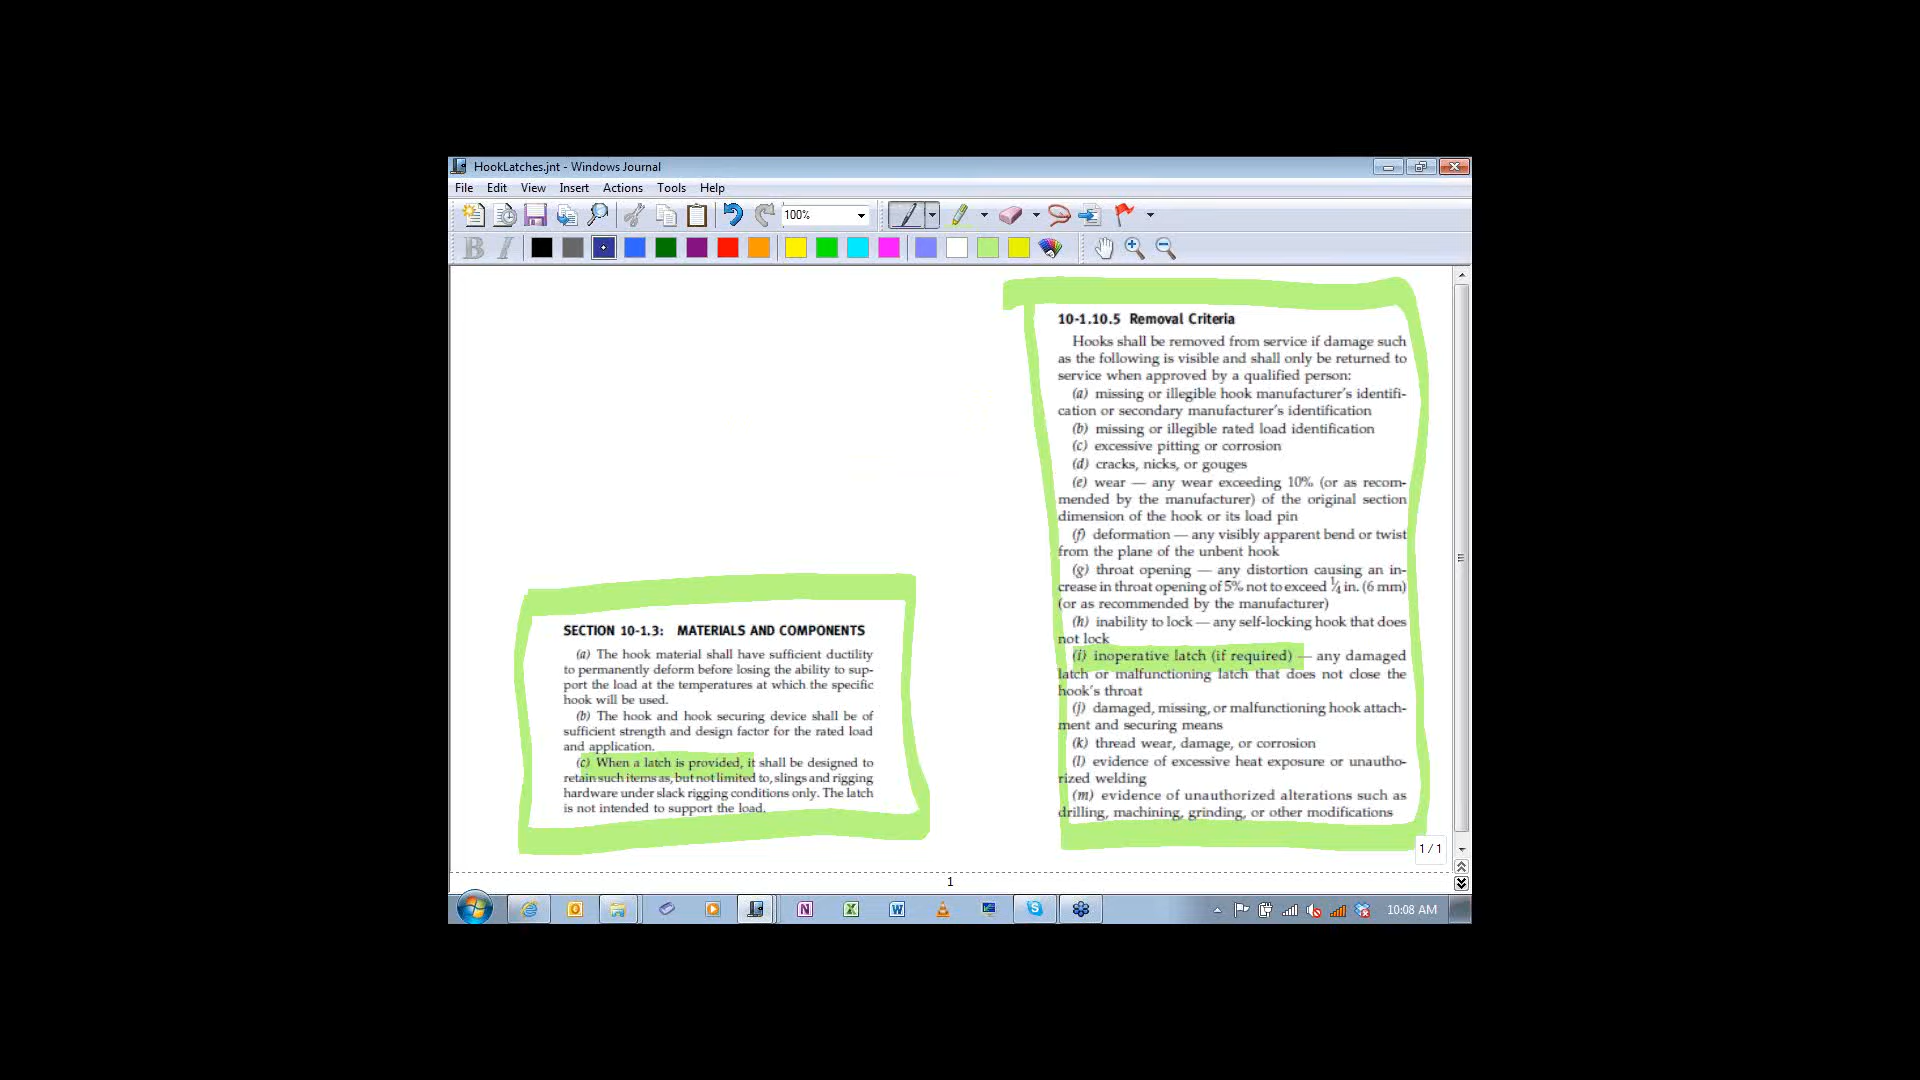 HookLatches.jnt - Windows Journal
File Edit View Insert Actions Tools Help
100%
B I
10-1.10.5 Removal Criteria
Hooks shall be removed from service if damage such
as the following is visible and shall only be returned to
service when approved by a qualified person:
(a) missing or illegible hook manufacturer's identifi-
cation or secondary manufacturer's identification
(b) missing or illegible rated load identification
(c) excessive pitting or corrosion
(d) cracks, nicks, or gouges
(e) wear — any wear exceeding 10% (or as recom-
mended by the manufacturer) of the original section
dimension of the hook or its load pin
(f) deformation — any visibly apparent bend or twist
from the plane of the unbent hook
(g) throat opening — any distortion causing an in-
crease in throat opening of 5% not to exceed 1/4 in. (6 mm)
(or as recommended by the manufacturer)
(h) inability to lock — any self-locking hook that does
not lock
(i) inoperative latch (if required) — any damaged
latch or malfunctioning latch that does not close the
hook's throat
(j) damaged, missing, or malfunctioning hook attach-
ment and securing means
(k) thread wear, damage, or corrosion
(l) evidence of excessive heat exposure or unautho-
rized welding
(m) evidence of unauthorized alterations such as
drilling, machining, grinding, or other modifications
SECTION 10-1.3: MATERIALS AND COMPONENTS
(a) The hook material shall have sufficient ductility
to permanently deform before losing the ability to sup-
port the load at the temperatures at which the specific
hook will be used.
(b) The hook and hook securing device shall be of
sufficient strength and design factor for the rated load
and application.
(c) When a latch is provided, it shall be designed to
retain such items as, but not limited to, slings and rigging
hardware under slack rigging conditions only. The latch
is not intended to support the load.
1 / 1
1
10:08 AM